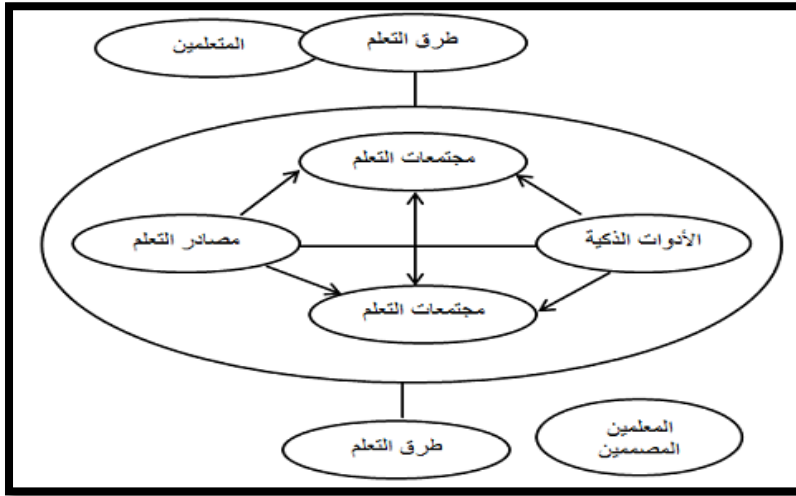 طرق التعلم
المتعلمين
مجتمعات التعلم
الأدوات الذكية
مصادر التعلم
مجتمعات التعلم
المعلمين
المصممين
طرق التعلم